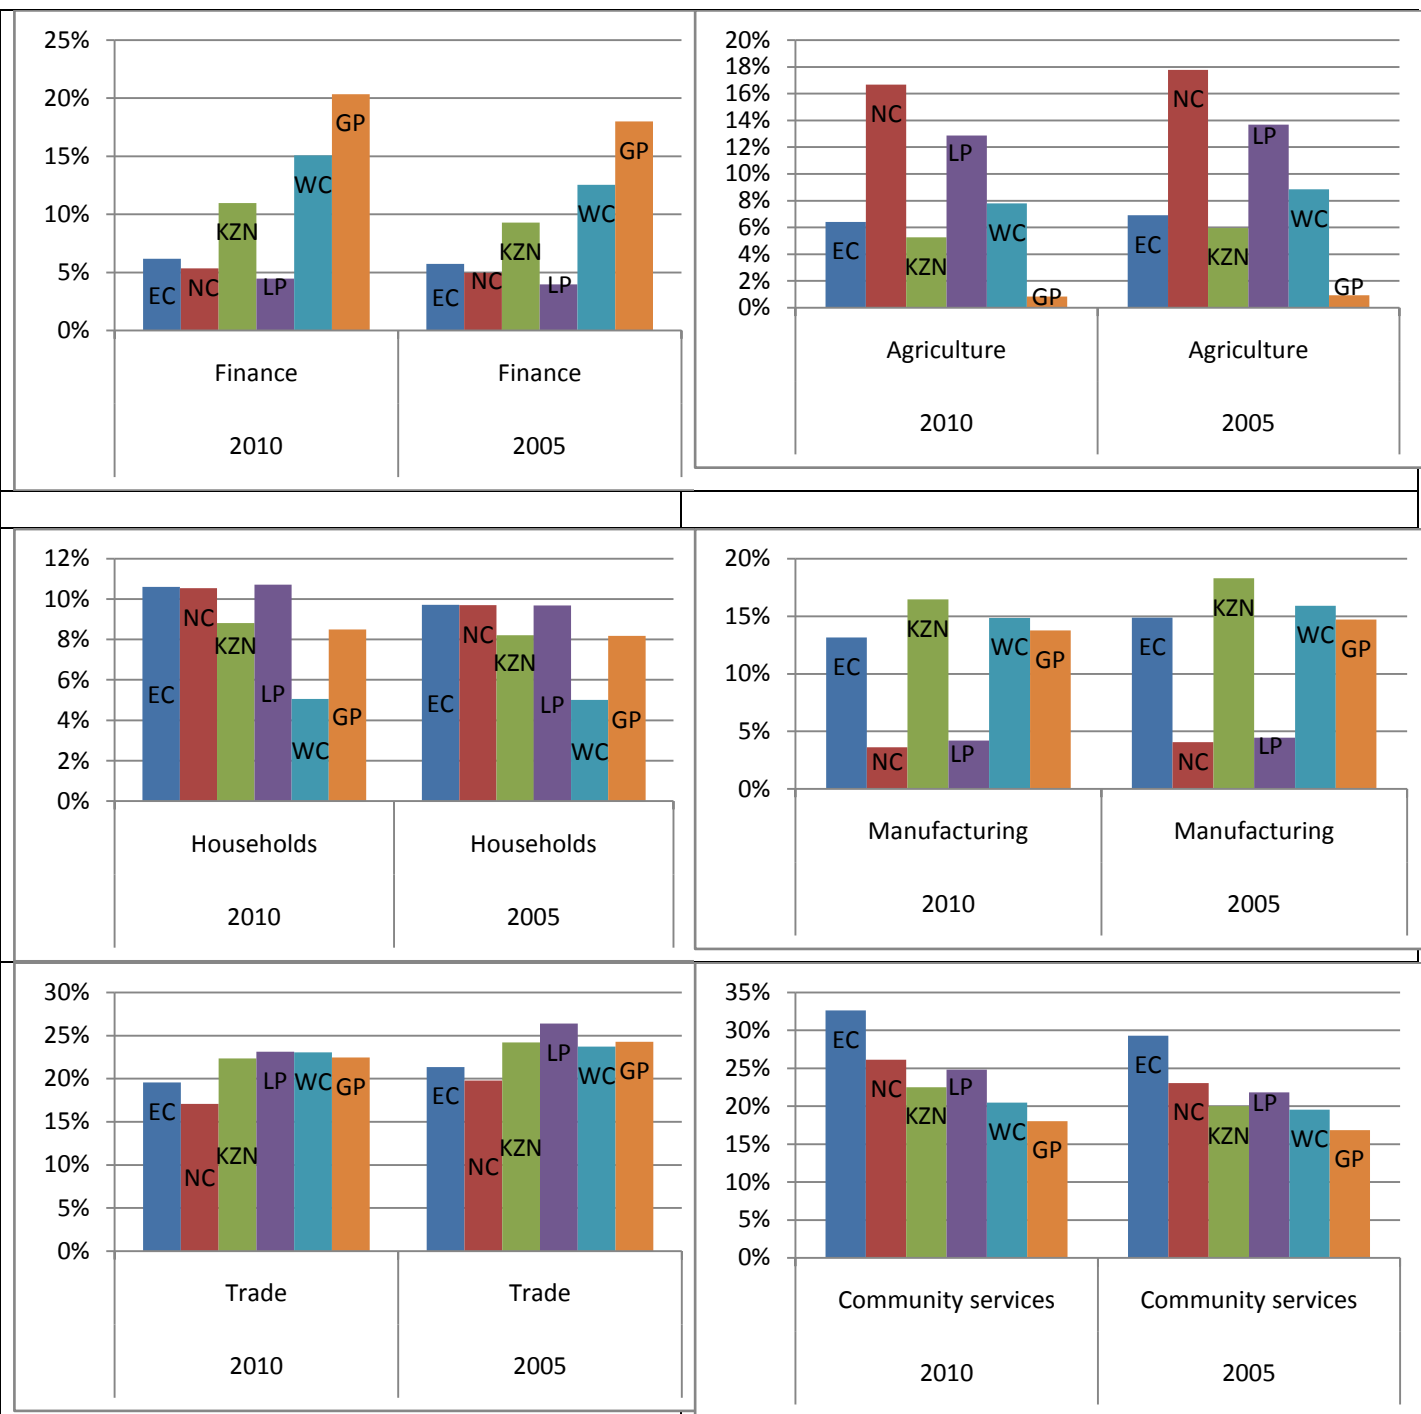 25%
20%
15%
10%
5%
0%
EC
NC
KZN
LP
WC
GP
EC
NC
KZN
LP
WC
GP
Finance
Finance
2010
2005
20%
18%
16%
14%
12%
10%
8%
6%
4%
2%
0%
EC
NC
KZN
LP
WC
GP
EC
NC
KZN
LP
WC
GP
Agriculture
Agriculture
2010
2005
12%
10%
8%
6%
4%
2%
0%
EC
NC
KZN
LP
WC
GP
EC
NC
KZN
LP
WC
GP
Households
Households
2010
2005
20%
15%
10%
5%
0%
EC
NC
KZN
LP
WC
GP
EC
NC
KZN
LP
WC
GP
Manufacturing
Manufacturing
2010
2005
30%
25%
20%
15%
10%
5%
0%
EC
NC
KZN
LP
WC
GP
EC
NC
KZN
LP
WC
GP
Trade
Trade
2010
2005
35%
30%
25%
20%
15%
10%
5%
0%
EC
NC
KZN
LP
WC
GP
EC
NC
KZN
LP
WC
GP
Community services
Community services
2010
2005